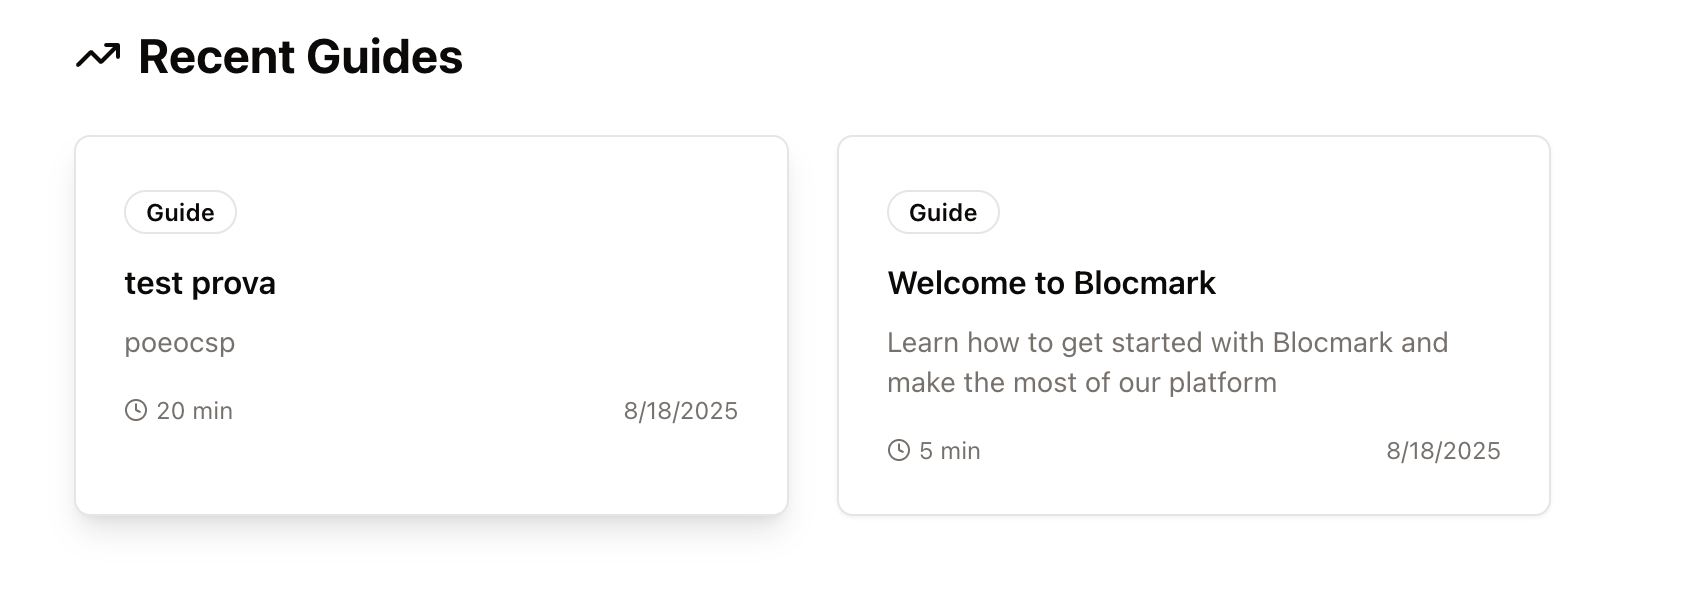 Recent Guides
Guide
test prova
poeocsp
20 min
8/18/2025
Guide
Welcome to Blocmark
Learn how to get started with Blocmark and
make the most of our platform
5 min
8/18/2025